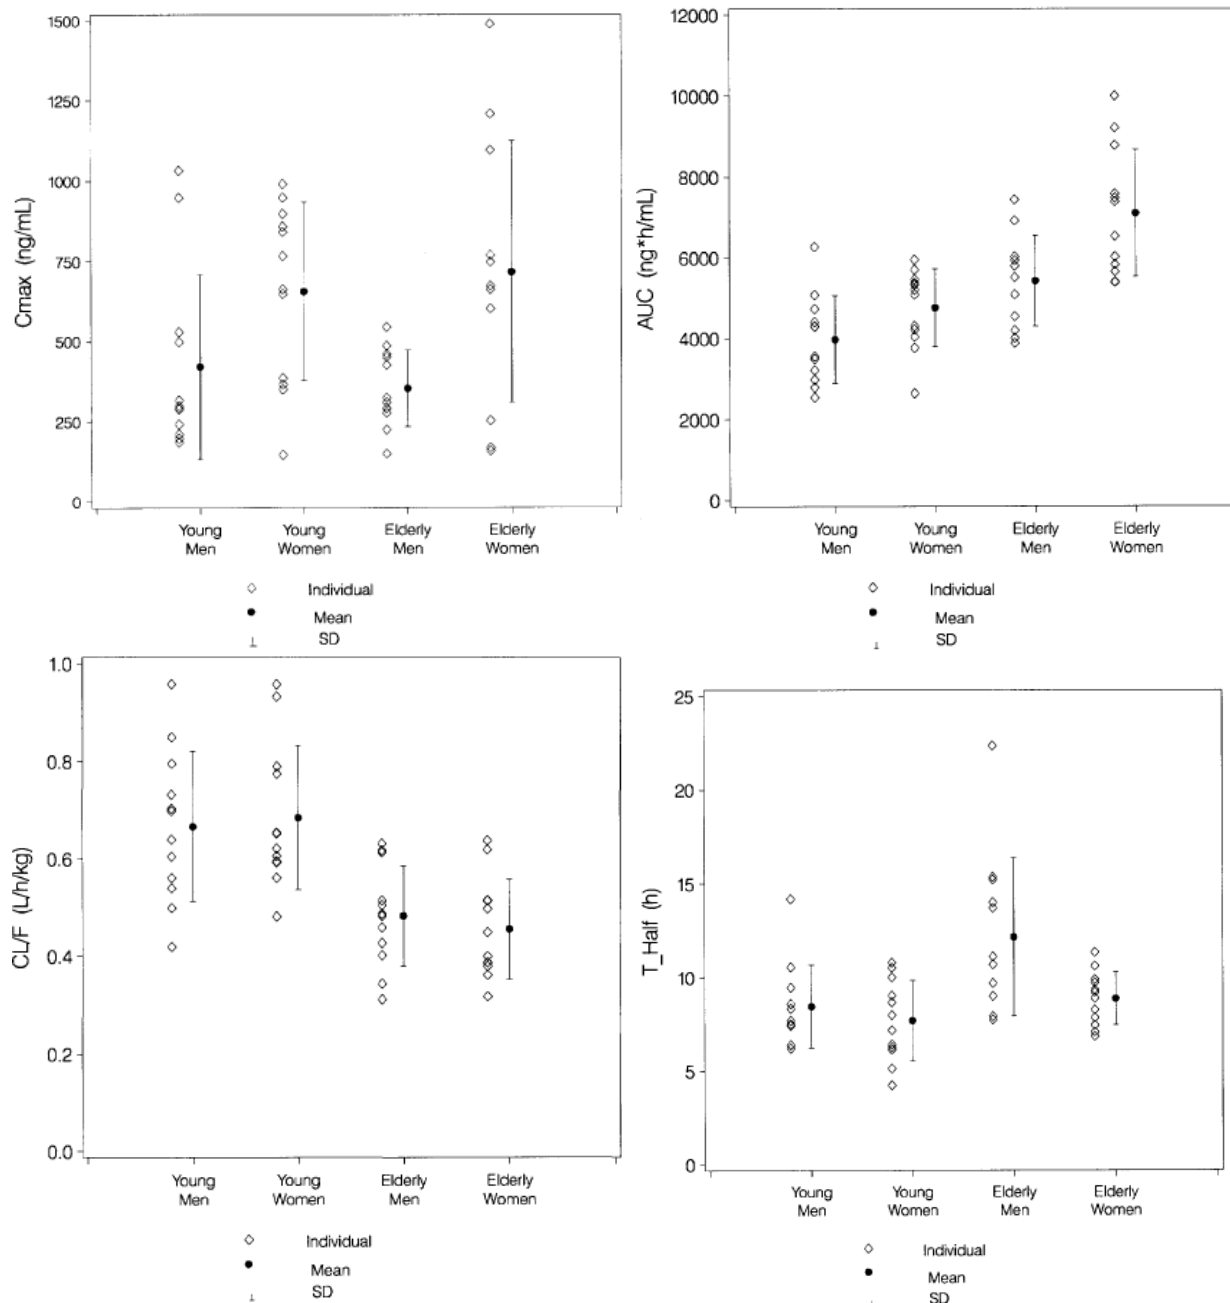 1500
1250
1000
750
500
250
0
Cmax (ng/mL)
Young Men
Young Women
Elderly Men
Elderly Women
Individual
Mean
SD
12000
10000
8000
6000
4000
2000
0
AUC (ng*h/mL)
Young Men
Young Women
Elderly Men
Elderly Women
Individual
Mean
SD
1.0
0.8
0.6
0.4
0.2
0.0
CL/F (L/h/kg)
Young Men
Young Women
Elderly Men
Elderly Women
Individual
Mean
SD
25
20
15
10
5
0
T_Half (h)
Young Men
Young Women
Elderly Men
Elderly Women
Individual
Mean
SD